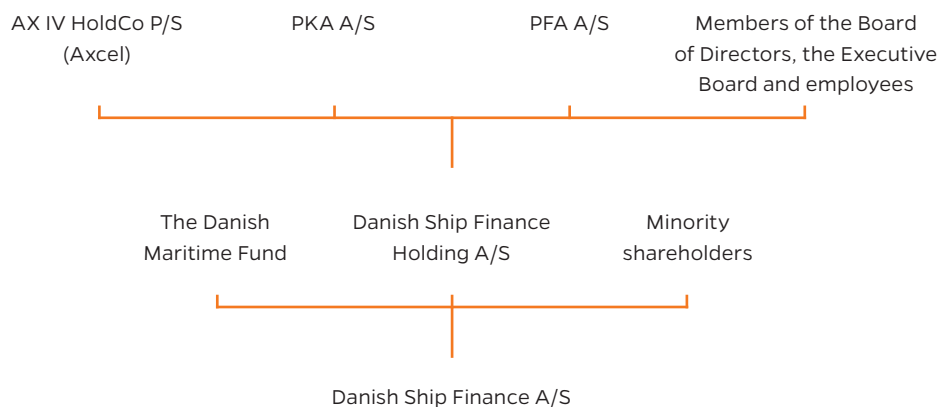 AX IV HoldCo P/S
(Axcel)
PKA A/S
PFA A/S
Members of the Board
of Directors, the Executive
Board and employees
The Danish
Maritime Fund
Danish Ship Finance
Holding A/S
Minority
shareholders
Danish Ship Finance A/S